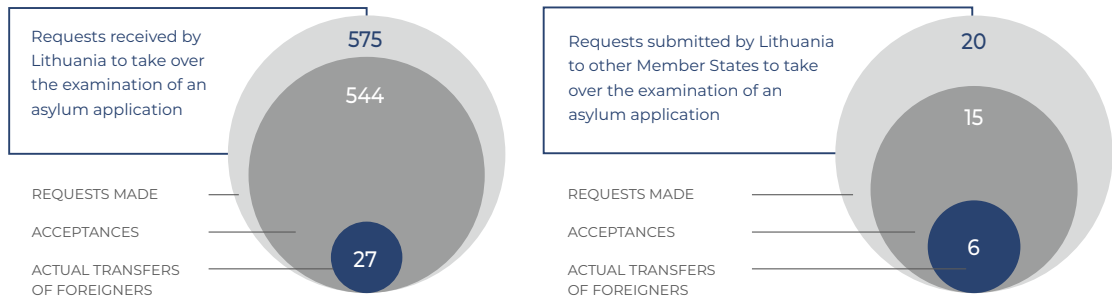 Requests received by
Lithuania to take over
the examination of an
asylum application
575
544
27
REQUESTS MADE
ACCEPTANCES
ACTUAL TRANSFERS
OF FOREIGNERS
Requests submitted by Lithuania
to other Member States to take
over the examination of an
asylum application
20
15
6
REQUESTS MADE
ACCEPTANCES
ACTUAL TRANSFERS
OF FOREIGNERS